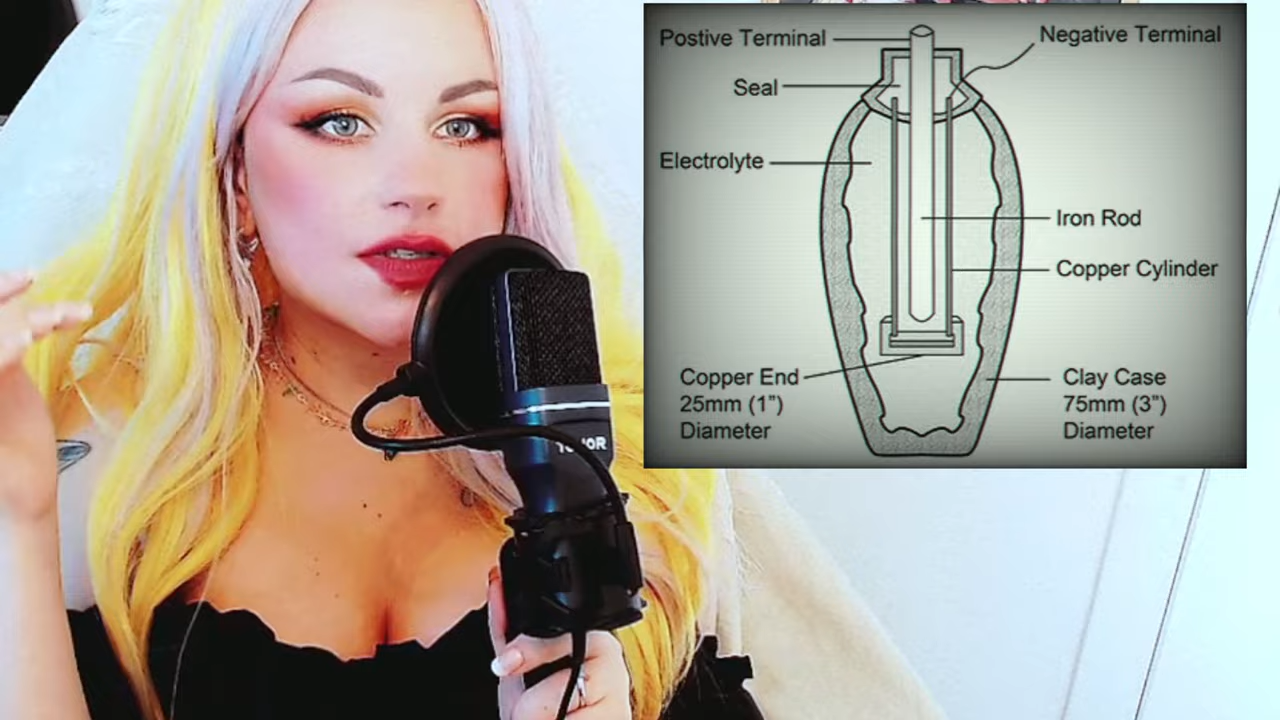 Postive Terminal
Negative Terminal
Seal
Electrolyte
Iron Rod
Copper Cylinder
Copper End
25mm (1")
Diameter
Clay Case
75mm (3")
Diameter